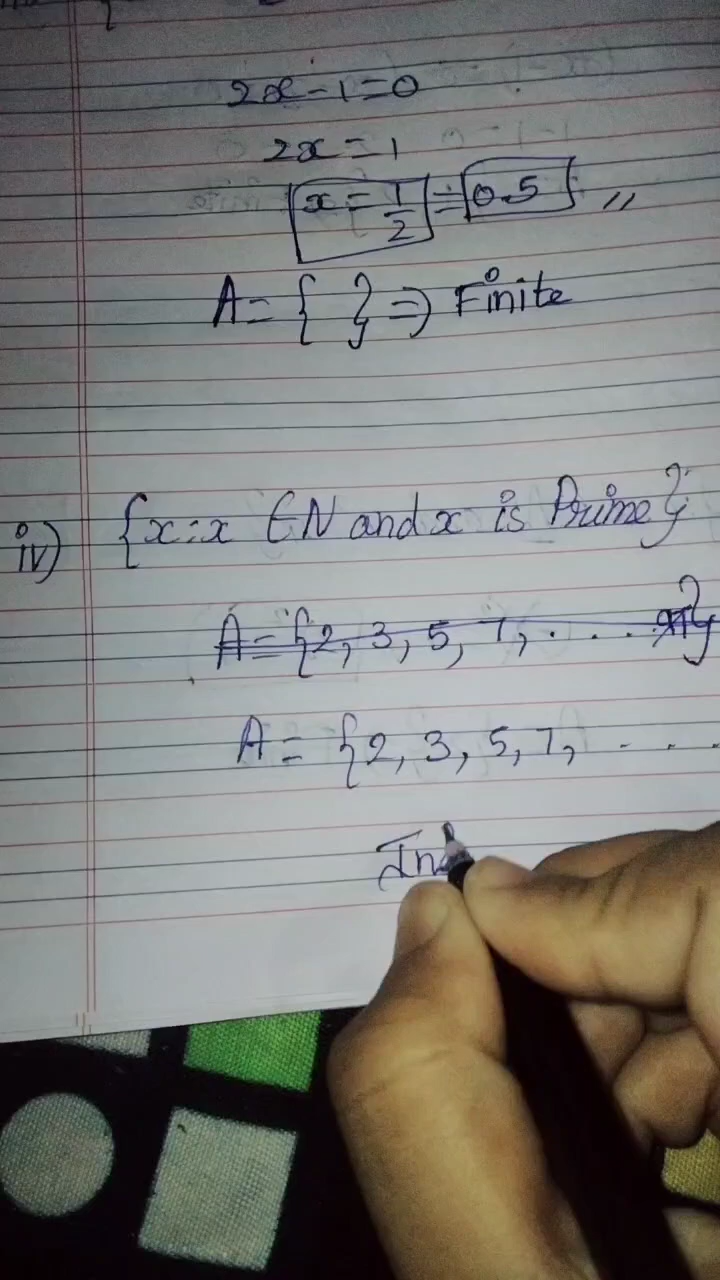 2x-1=0
2x=1
x=1/2=0.5 //
A={ } => Finite
iv) {x:x ∈ N and x is Prime}
A={2, 3, 5, 7, . . . . }
A= {2, 3, 5, 7, - - - -
In